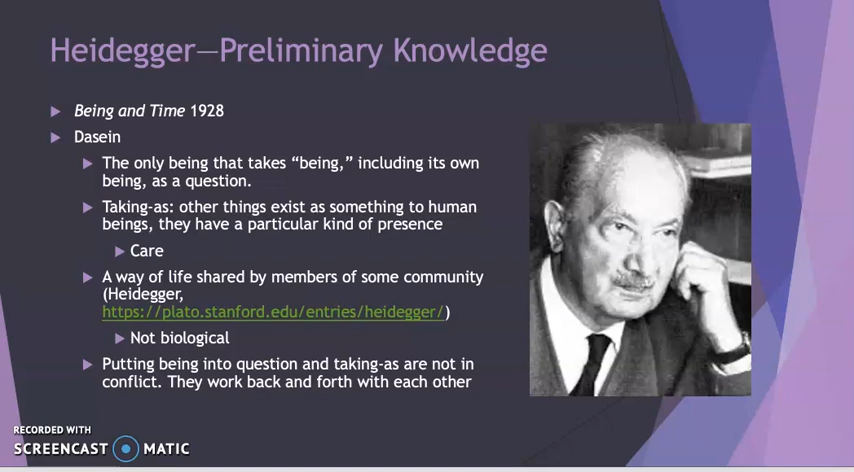 Heidegger—Preliminary Knowledge
Being and Time 1928
Dasein
The only being that takes “being,” including its own
being, as a question.
Taking-as: other things exist as something to human
beings, they have a particular kind of presence
Care
A way of life shared by members of some community
(Heidegger,
https://plato.stanford.edu/entries/heidegger/)
Not biological
Putting being into question and taking-as are not in
conflict. They work back and forth with each other
RECORDED WITH
SCREENCAST MATIC